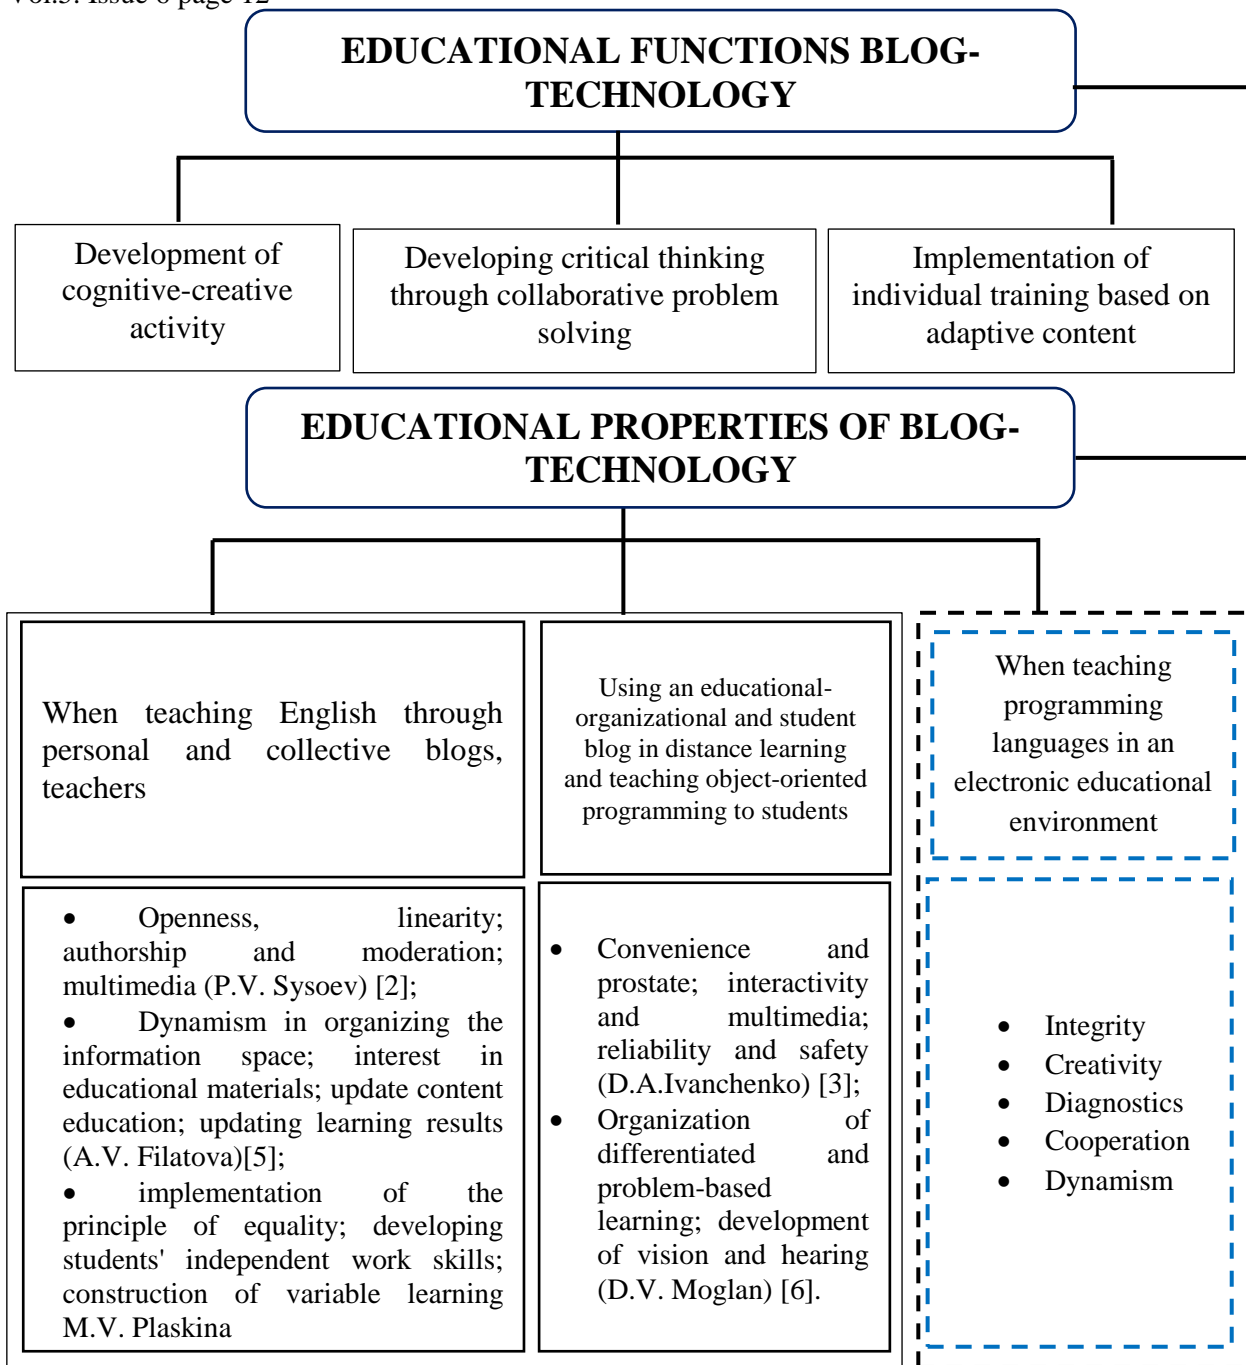 EDUCATIONAL FUNCTIONS BLOG-
TECHNOLOGY
Development of
cognitive-creative
activity
Developing critical thinking
through collaborative problem
solving
Implementation of
individual training based on
adaptive content
EDUCATIONAL PROPERTIES OF BLOG-
TECHNOLOGY
When teaching English through
personal and collective blogs,
teachers
Using an educational-
organizational and student
blog in distance learning
and teaching object-oriented
programming to students
When teaching
programming
languages in an
electronic educational
environment
• Openness, linearity;
authorship and moderation;
multimedia (P.V. Sysoev) [2];
• Dynamism in organizing the
information space; interest in
educational materials; update content
education; updating learning results
(A.V. Filatova)[5];
• implementation of the
principle of equality; developing
students' independent work skills;
construction of variable learning
M.V. Plaskina
• Convenience and
prostate; interactivity
and multimedia;
reliability and safety
(D.A.Ivanchenko) [3];
• Organization of
differentiated and
problem-based
learning; development
of vision and hearing
(D.V. Moglan) [6].
• Integrity
• Creativity
• Diagnostics
• Cooperation
• Dynamism